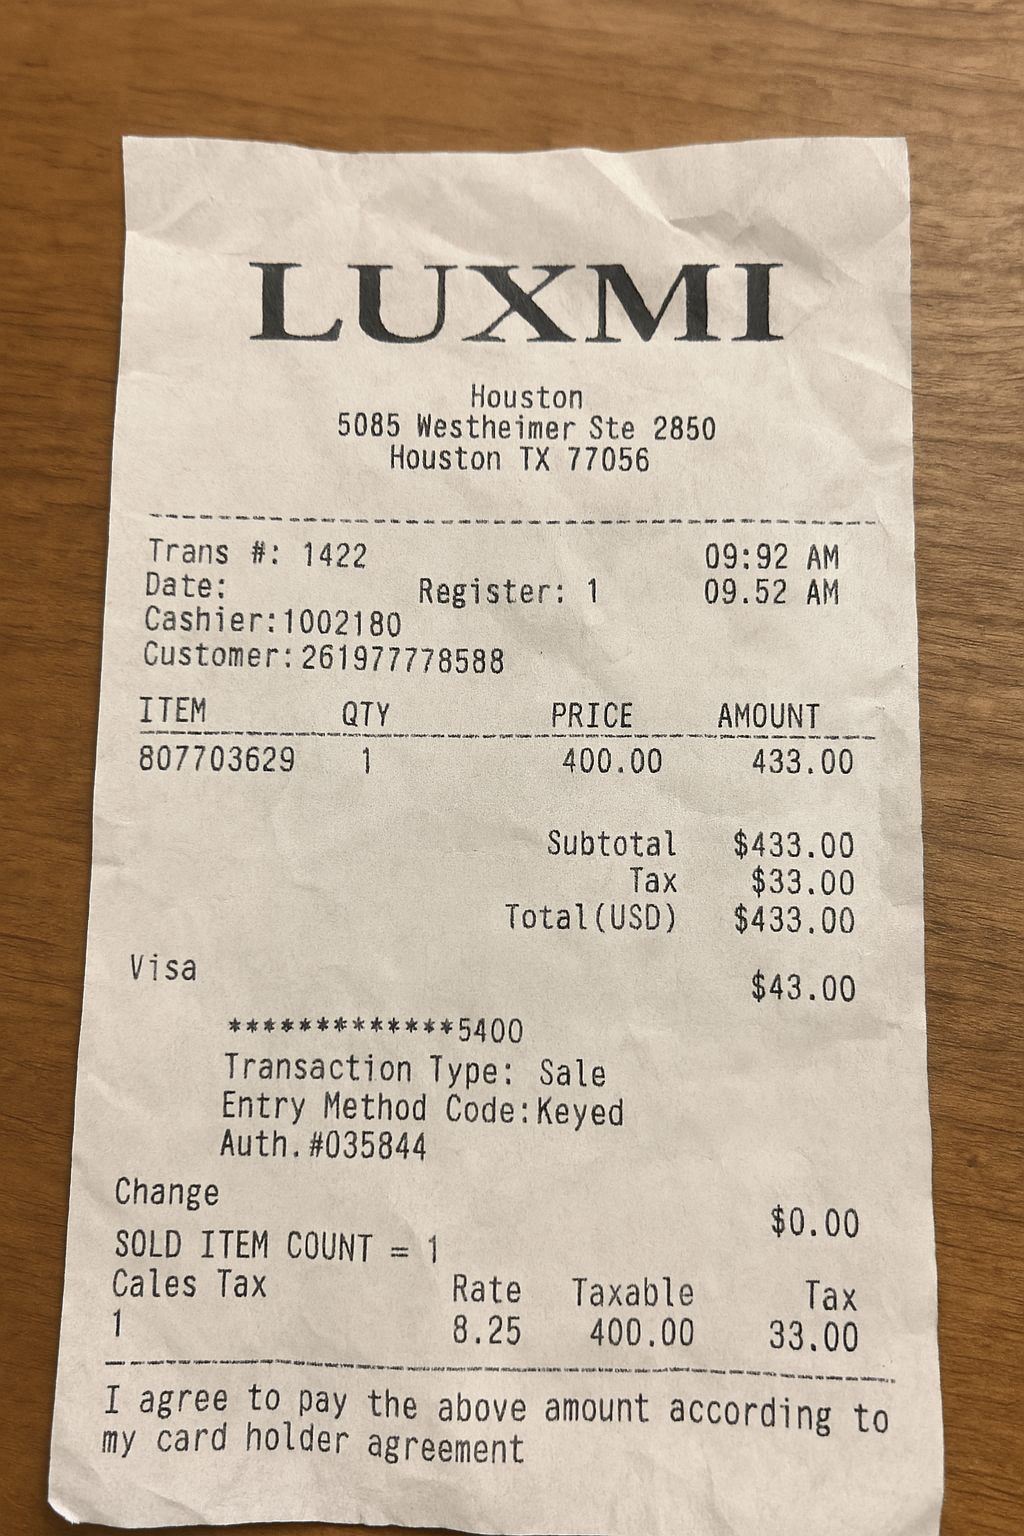 LUXMI
Houston
5085 Westheimer Ste 2850
Houston TX 77056
Trans #: 1422 09:92 AM
Date: Register: 1 09.52 AM
Cashier:1002180
Customer:261977778588
ITEM QTY PRICE AMOUNT
807703629 1 400.00 433.00
Subtotal $433.00
Tax $33.00
Total(USD) $433.00
Visa $43.00
*************5400
Transaction Type: Sale
Entry Method Code:Keyed
Auth.#035844
Change $0.00
SOLD ITEM COUNT = 1
Cales Tax Rate Taxable Tax
1 8.25 400.00 33.00
I agree to pay the above amount according to
my card holder agreement